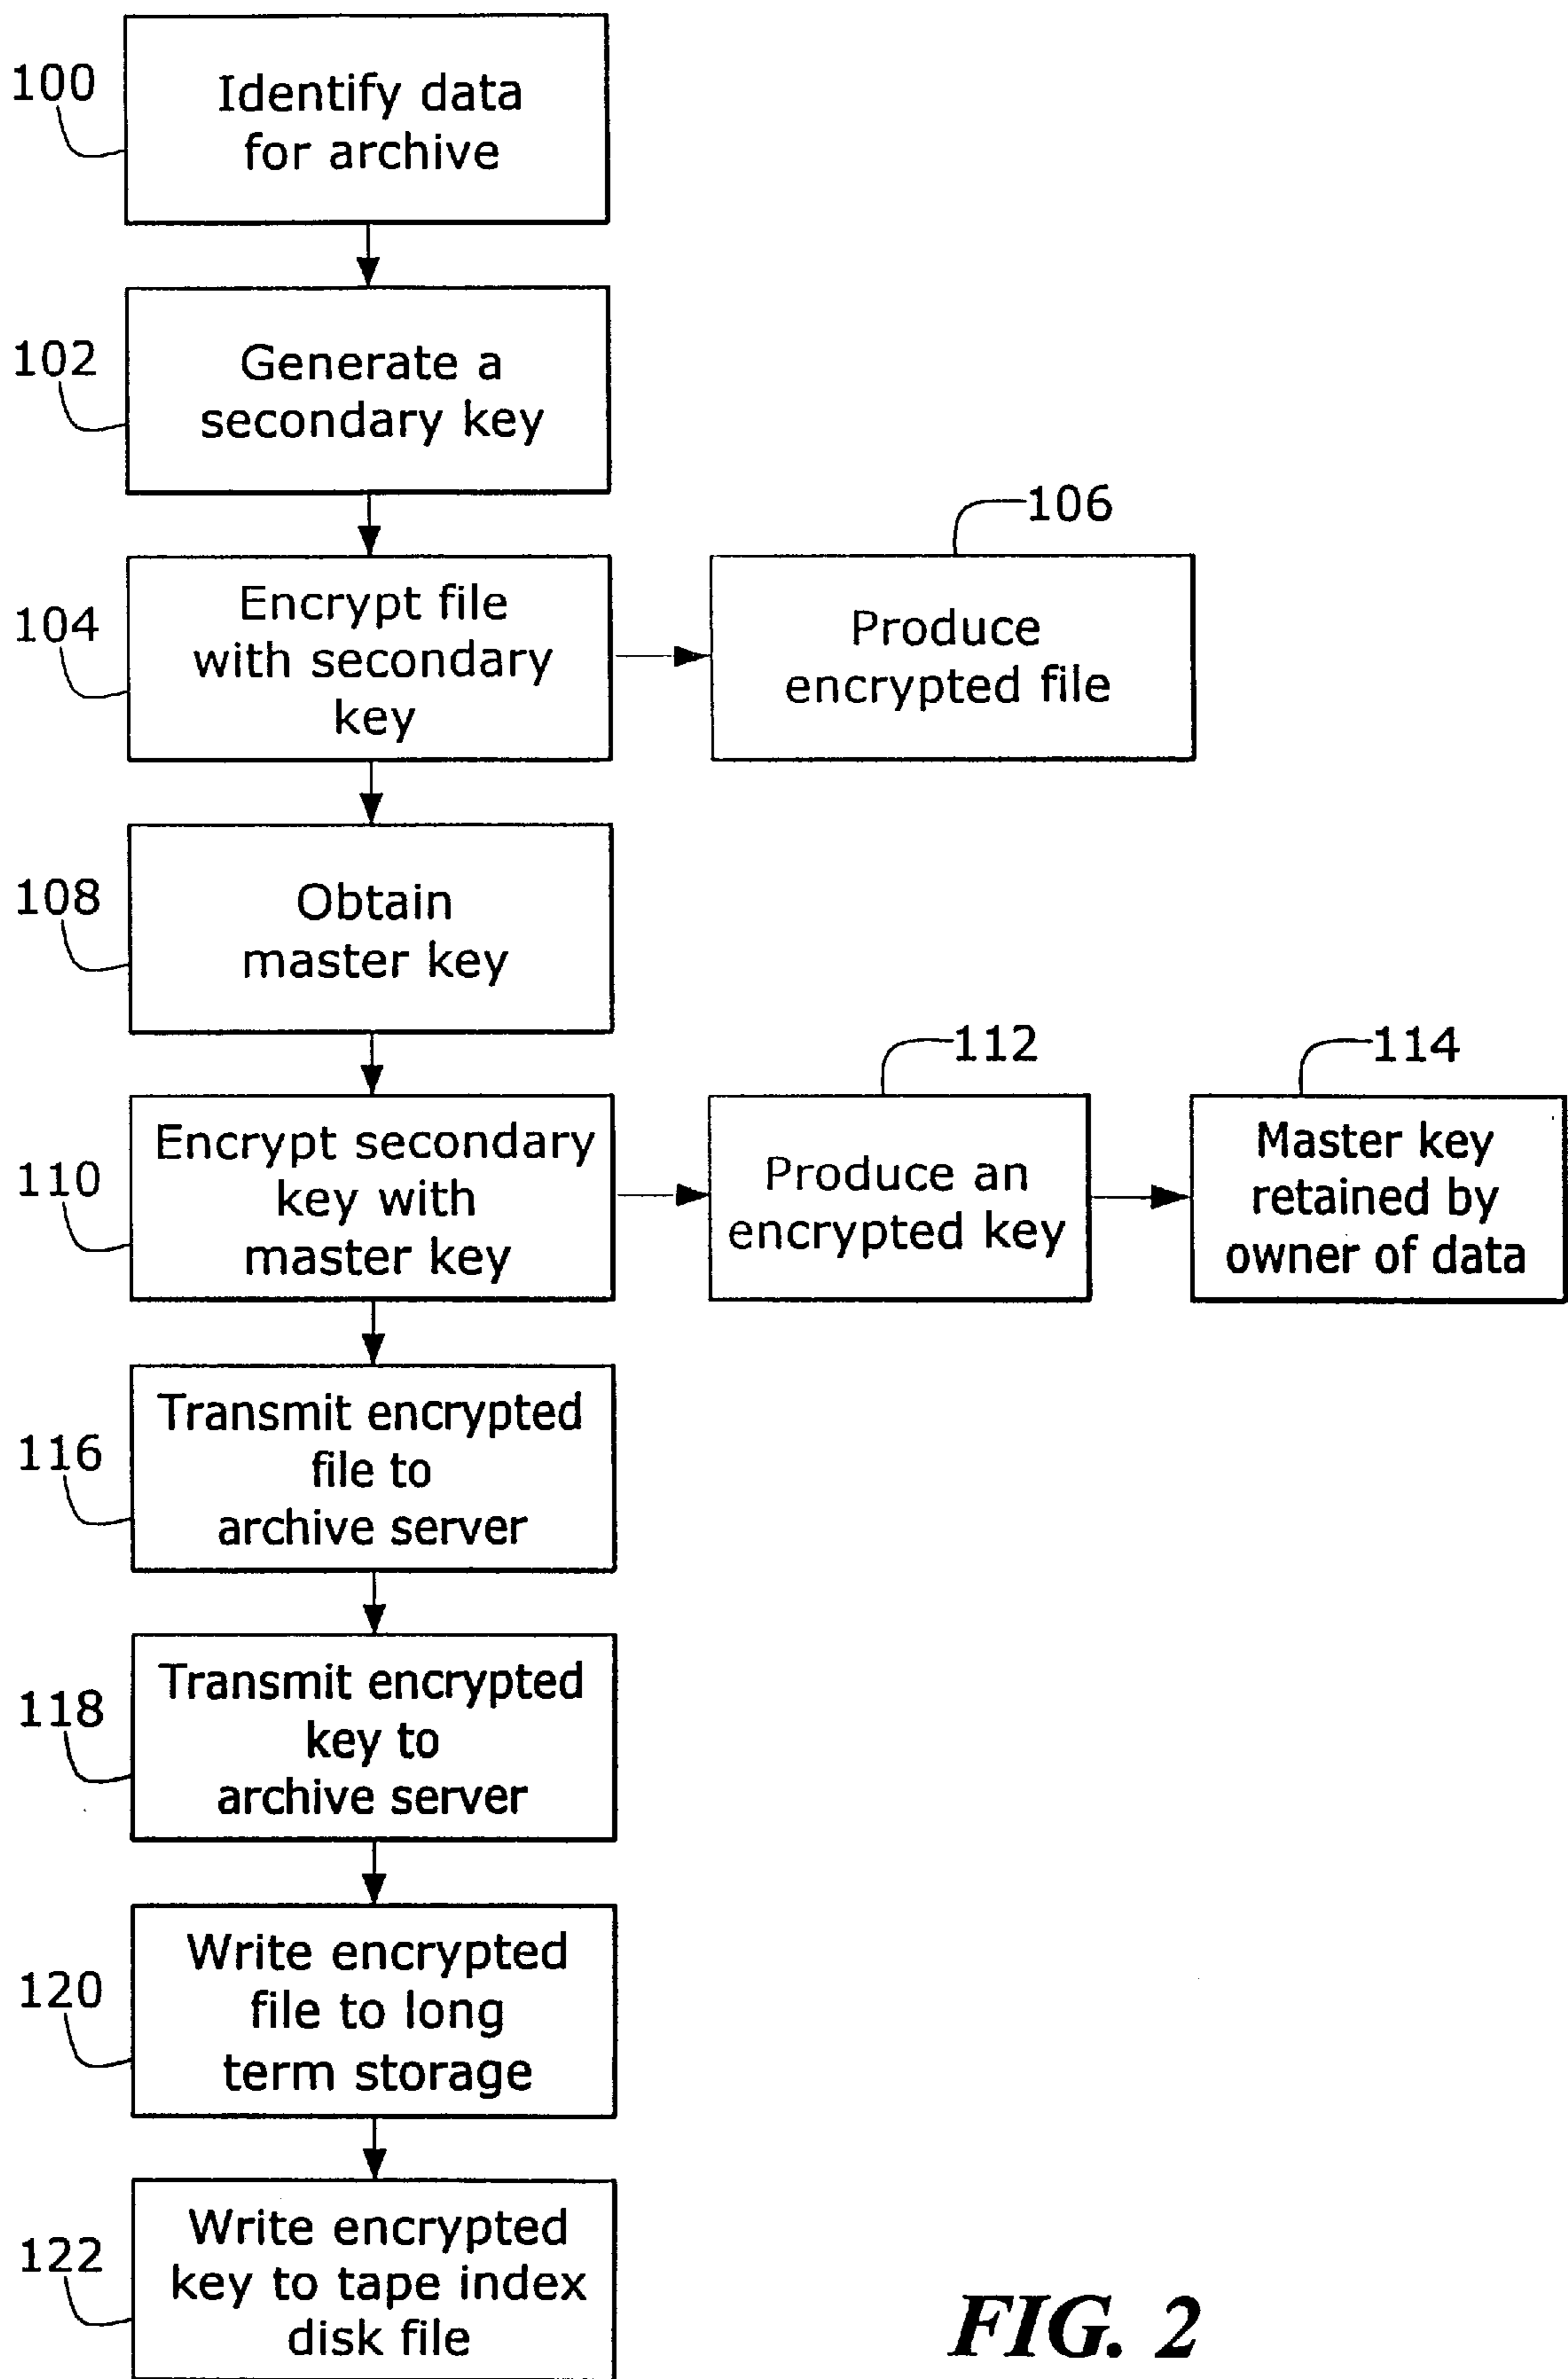 100
Identify data
for archive
102
Generate a
secondary key
106
104
Encrypt file
with secondary
key
Produce
encrypted file
108
Obtain
master key
112
114
110
Encrypt secondary
key with
master key
Produce an
encrypted key
Master key
retained by
owner of data
116
Transmit encrypted
file to
archive server
118
Transmit encrypted
key to
archive server
120
Write encrypted
file to long
term storage
122
Write encrypted
key to tape index
disk file
FIG. 2